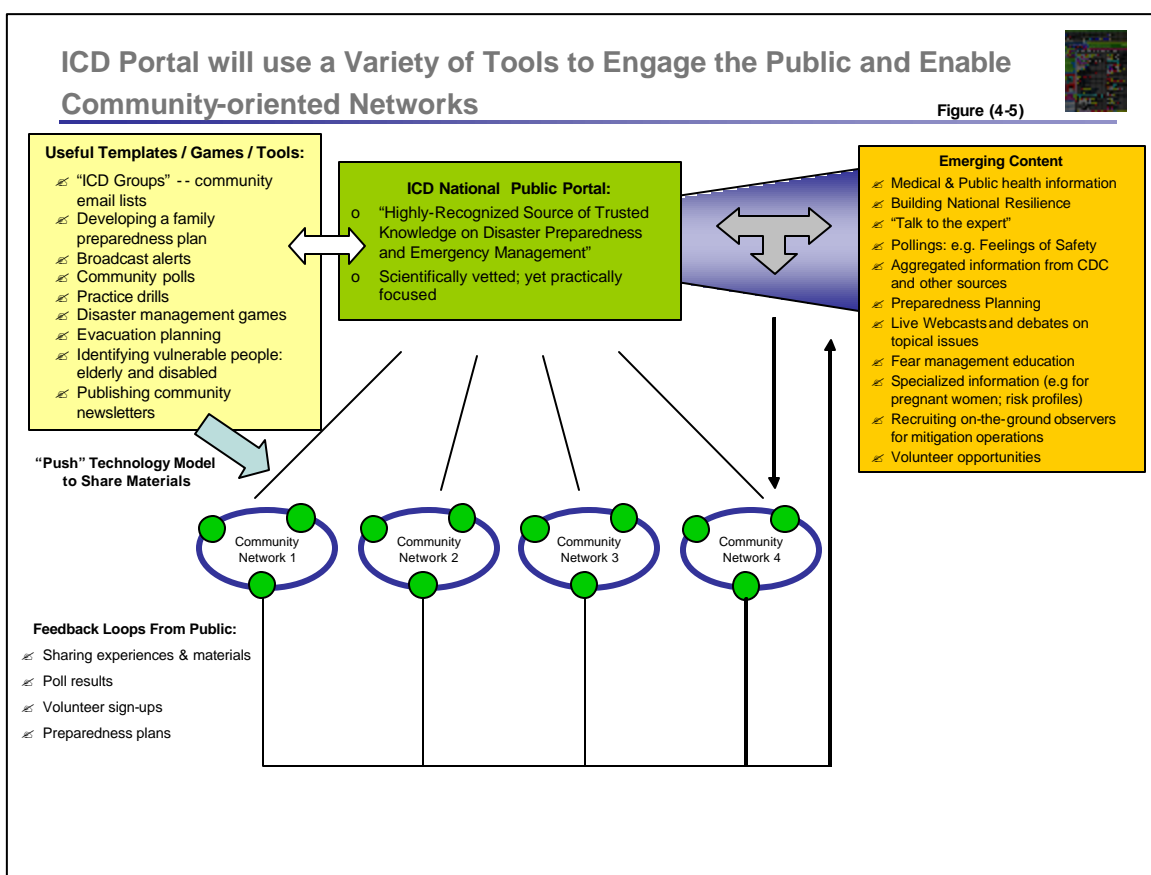 ICD Portal will use a Variety of Tools to Engage the Public and Enable
Community-oriented Networks
Figure (4-5)
Useful Templates / Games / Tools:
"ICD Groups" -- community
email lists
Developing a family
preparedness plan
Broadcast alerts
Community polls
Practice drills
Disaster management games
Evacuation planning
Identifying vulnerable people:
elderly and disabled
Publishing community
newsletters
ICD National Public Portal:
o "Highly-Recognized Source of Trusted
Knowledge on Disaster Preparedness
and Emergency Management"
o Scientifically vetted; yet practically
focused
Emerging Content
Medical & Public health information
Building National Resilience
"Talk to the expert"
Pollings: e.g. Feelings of Safety
Aggregated information from CDC
and other sources
Preparedness Planning
Live Webcasts and debates on
topical issues
Fear management education
Specialized information (e.g for
pregnant women; risk profiles)
Recruiting on-the-ground observers
for mitigation operations
Volunteer opportunities
"Push" Technology Model
to Share Materials
Community
Network 1
Community
Network 2
Community
Network 3
Community
Network 4
Feedback Loops From Public:
Sharing experiences & materials
Poll results
Volunteer sign-ups
Preparedness plans